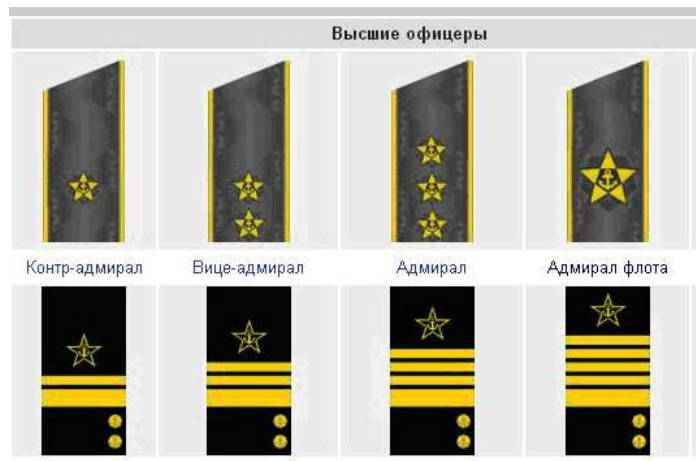 Высшие офицеры
Контр-адмирал Вице-адмирал Адмирал Адмирал флота